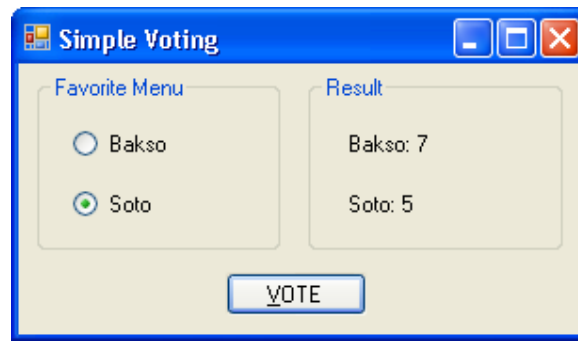 Simple Voting
Favorite Menu
Bakso
Soto
Result
Bakso: 7
Soto: 5
VOTE